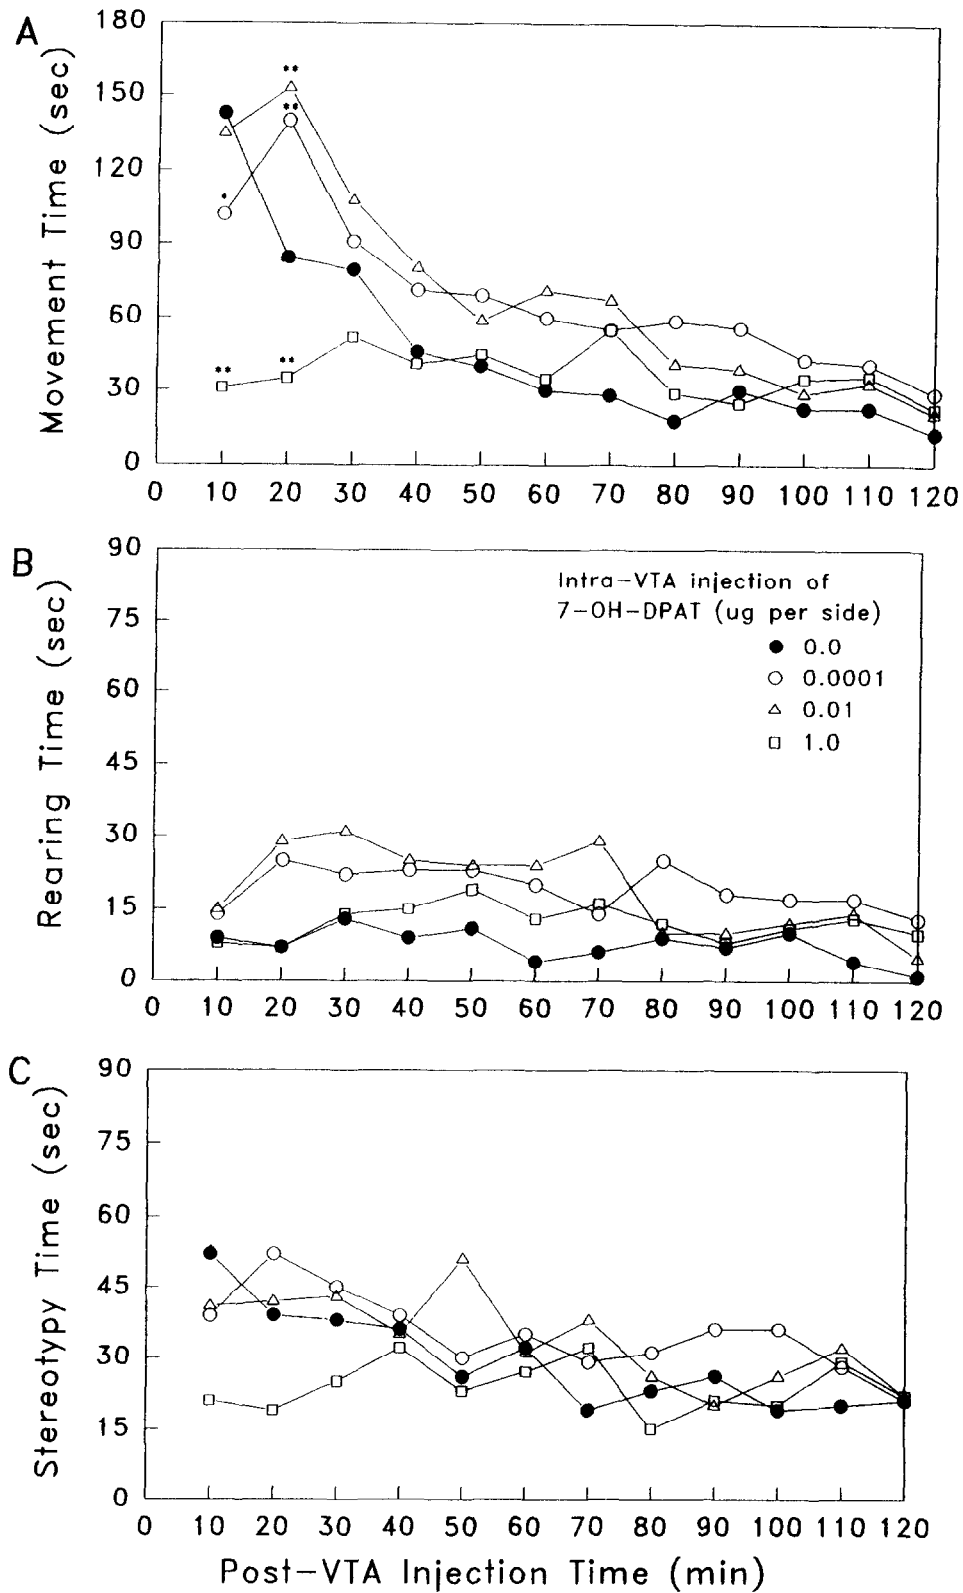 A
Movement Time (sec)
180
150
120
90
60
30
0
**
**
*
**
**
0 10 20 30 40 50 60 70 80 90 100 110 120
B
Rearing Time (sec)
90
75
60
45
30
15
0
Intra-VTA injection of
7-OH-DPAT (ug per side)
0.0
0.0001
0.01
1.0
0 10 20 30 40 50 60 70 80 90 100 110 120
C
Stereotypy Time (sec)
90
75
60
45
30
15
0
0 10 20 30 40 50 60 70 80 90 100 110 120
Post-VTA Injection Time (min)